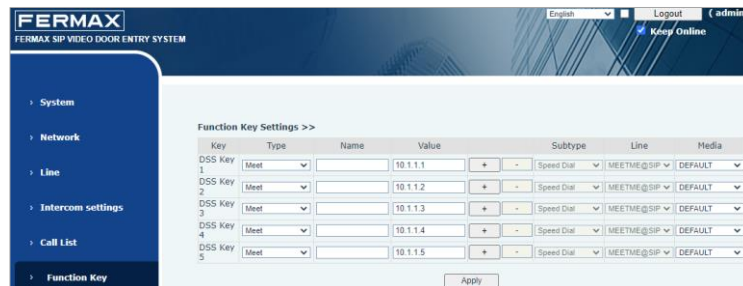 FERMAX
FERMAX SIP VIDEO DOOR ENTRY SYSTEM
English Logout ( admin
Keep Online
› System
› Network
› Line
› Intercom settings
› Call List
› Function Key
Function Key Settings >>
Key Type Name Value Subtype Line Media
DSS Key 
1 Meet 10.1.1.1 + - Speed Dial MEETME@SIP DEFAULT
DSS Key 
2 Meet 10.1.1.2 + - Speed Dial MEETME@SIP DEFAULT
DSS Key 
3 Meet 10.1.1.3 + - Speed Dial MEETME@SIP DEFAULT
DSS Key 
4 Meet 10.1.1.4 + - Speed Dial MEETME@SIP DEFAULT
DSS Key 
5 Meet 10.1.1.5 + - Speed Dial MEETME@SIP DEFAULT
Apply